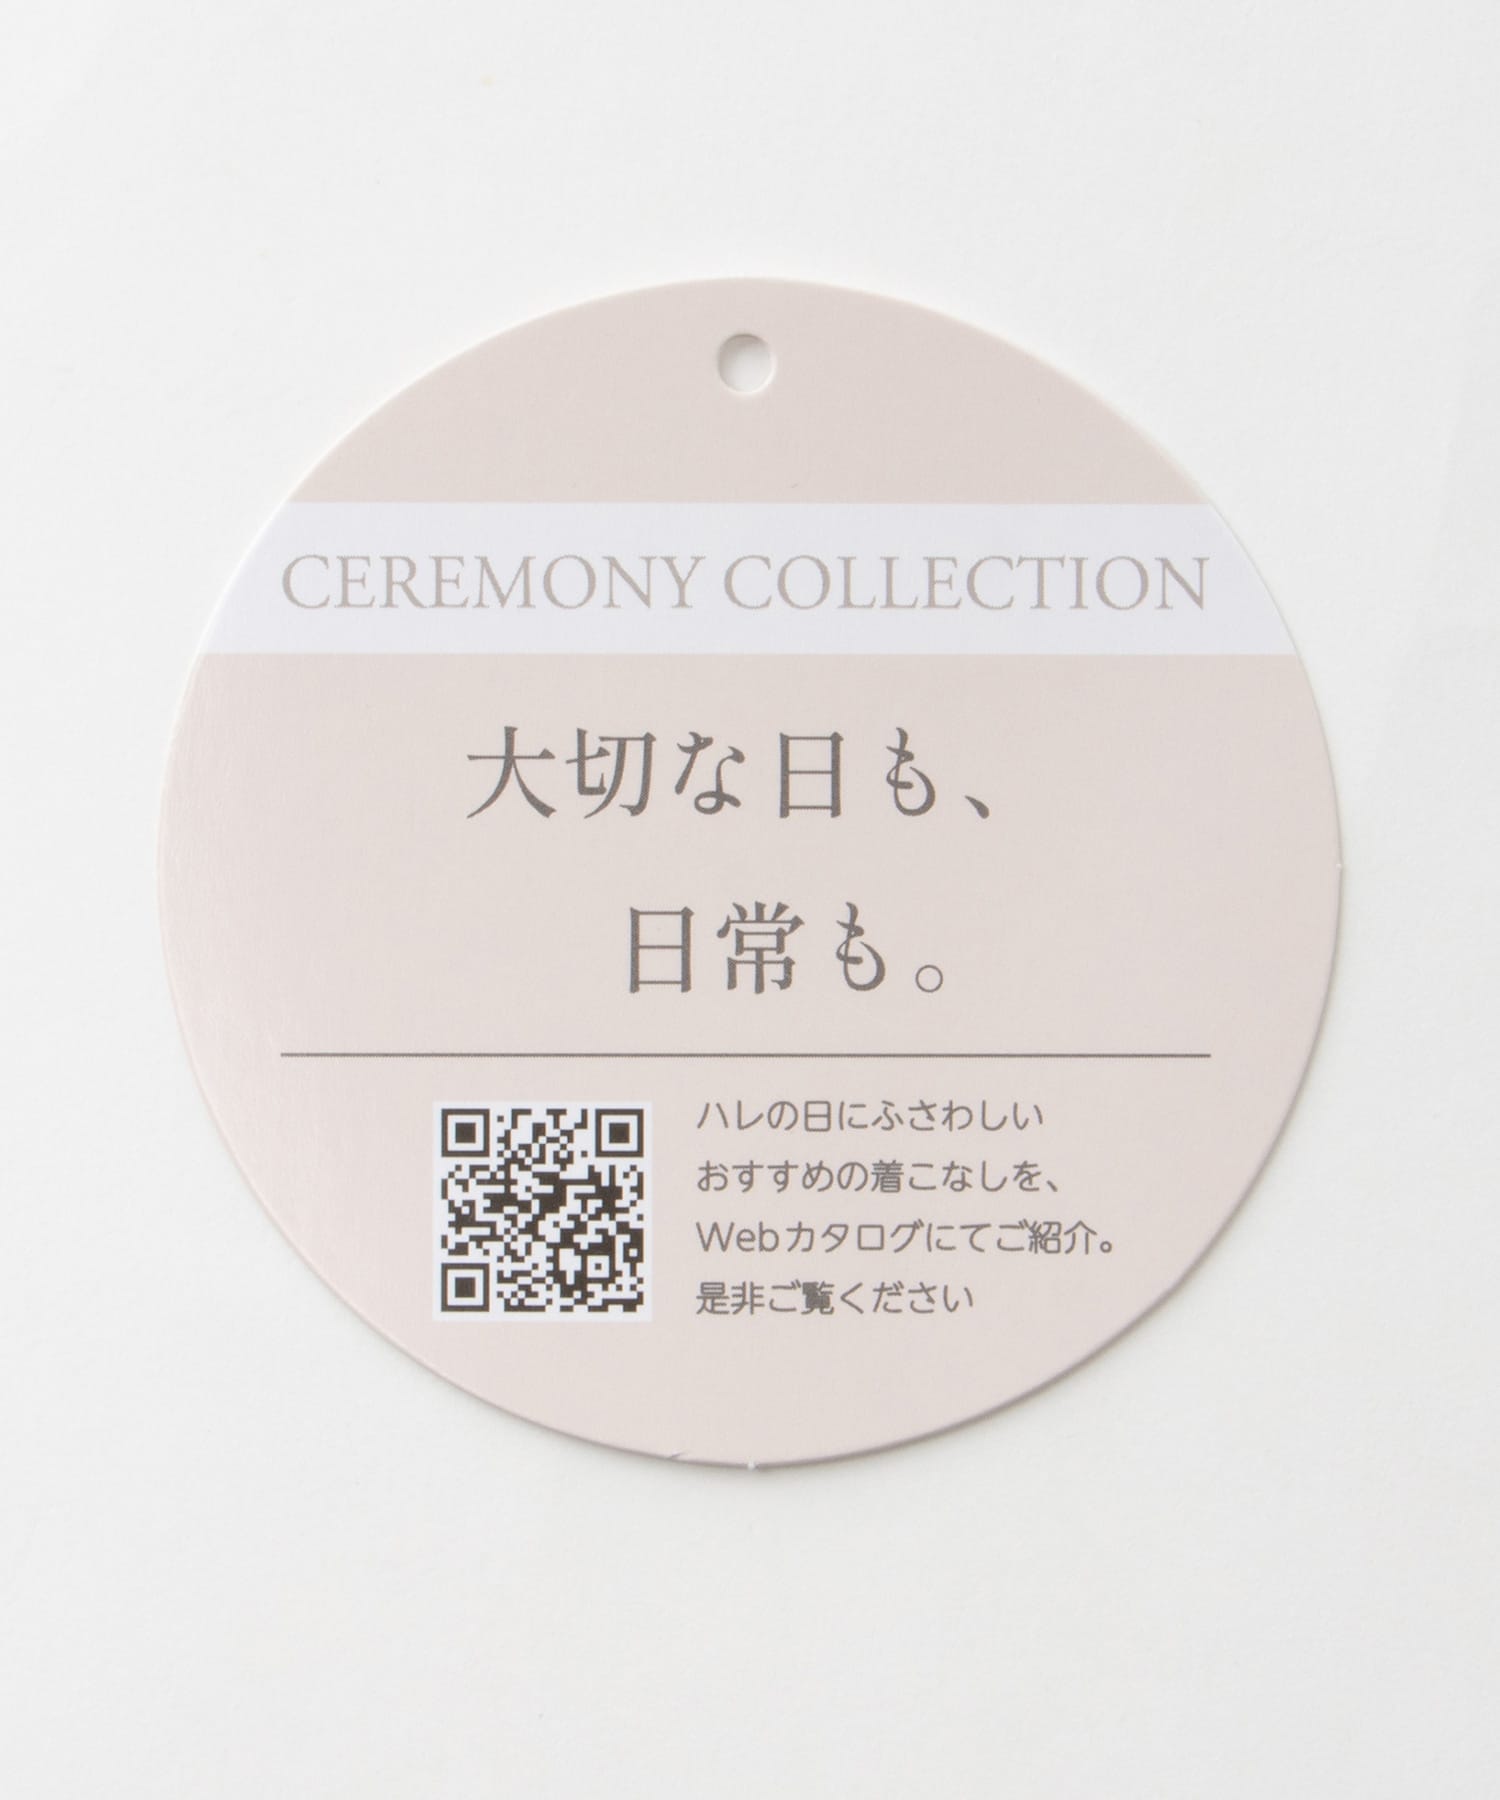 CEREMONY COLLECTION
大切な日も、
日常も。
ハレの日にふさわしい
おすすめの着こなしを、
Webカタログにてご紹介。
是非ご覧ください